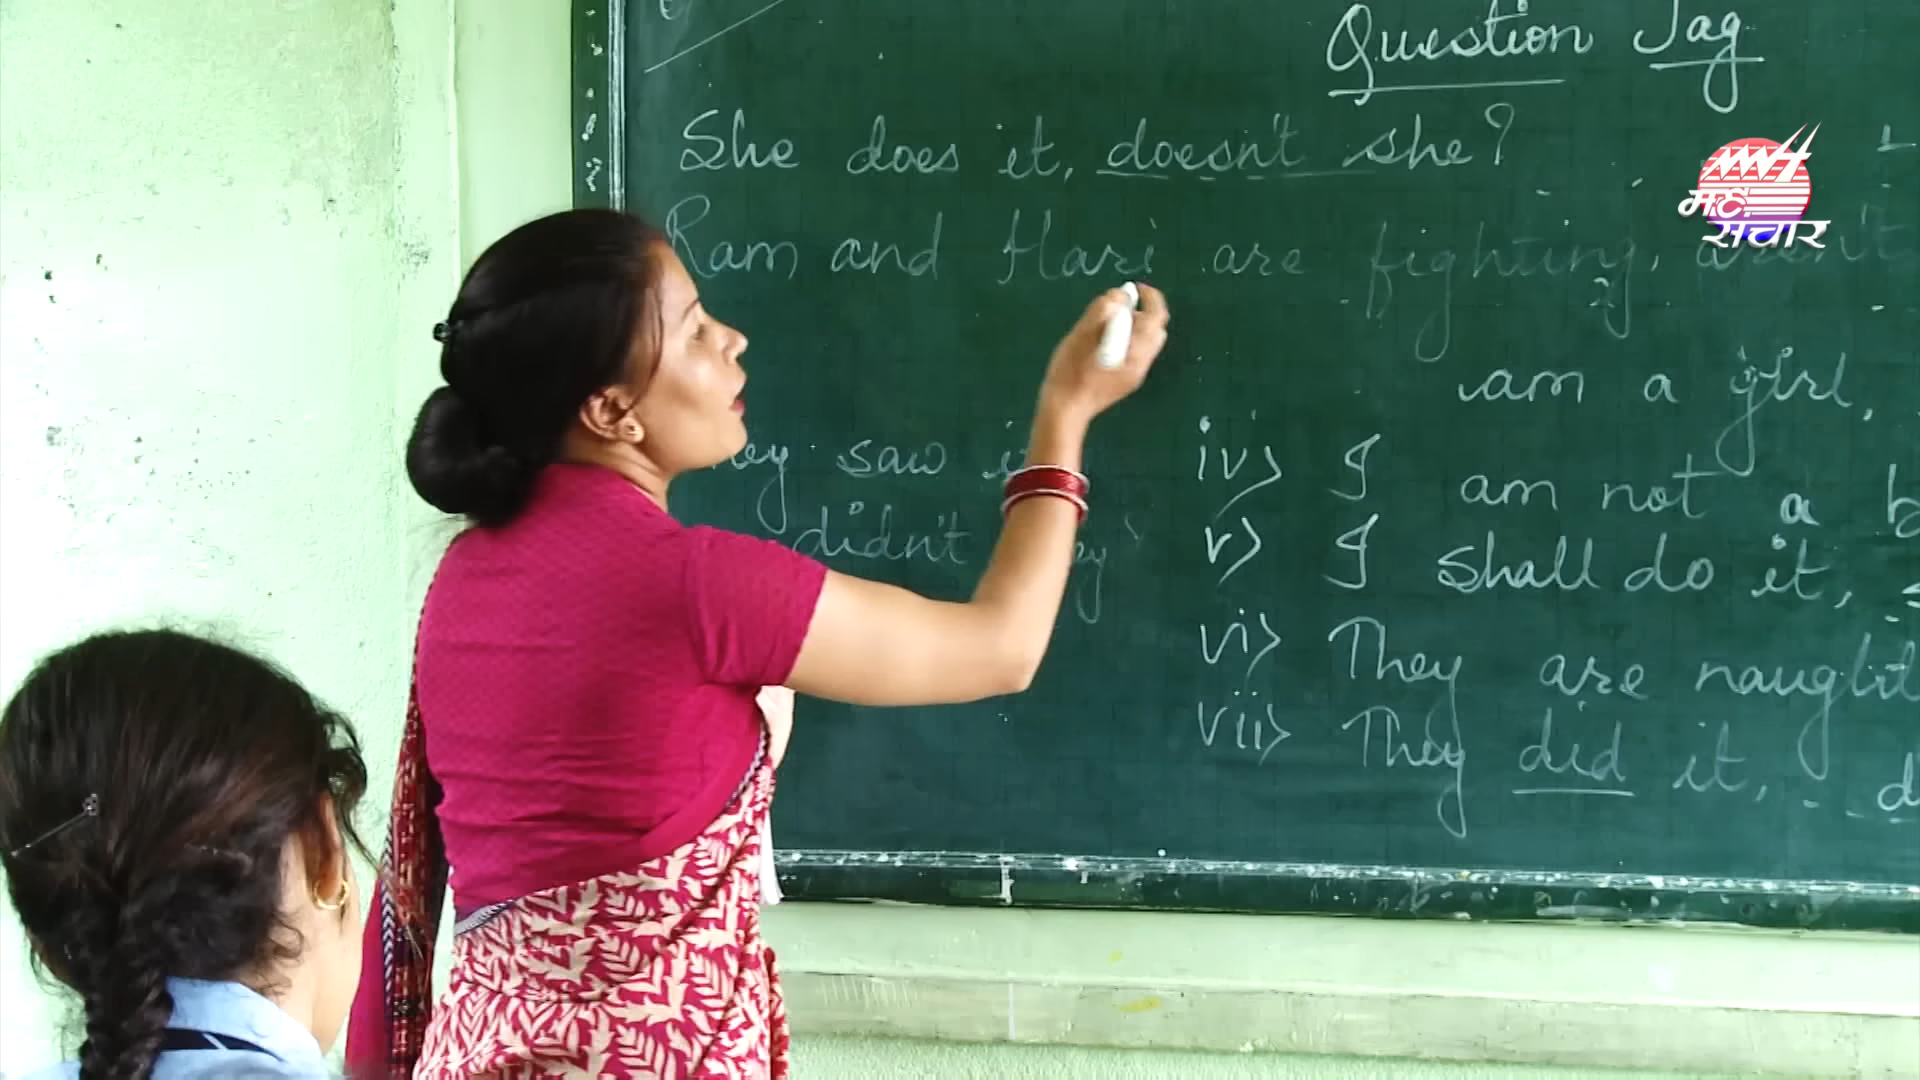 Question Tag
She does it, doesn't she?
Ram and Hari are fighting, aren't
am a girl,
saw
didn't
iv> I am not a
v> I shall do it,
vi> They are
vii> They did it,
महा
संचार